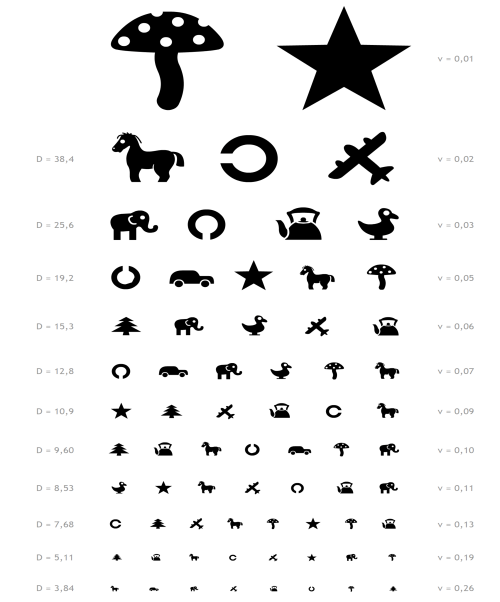 v = 0,01
D = 38,4 v = 0,02
D = 25,6 v = 0,03
D = 19,2 v = 0,05
D = 15,3 v = 0,06
D = 12,8 v = 0,07
D = 10,9 v = 0,09
D = 9,60 v = 0,10
D = 8,53 v = 0,11
D = 7,68 v = 0,13
D = 5,11 v = 0,19
D = 3,84 v = 0,26